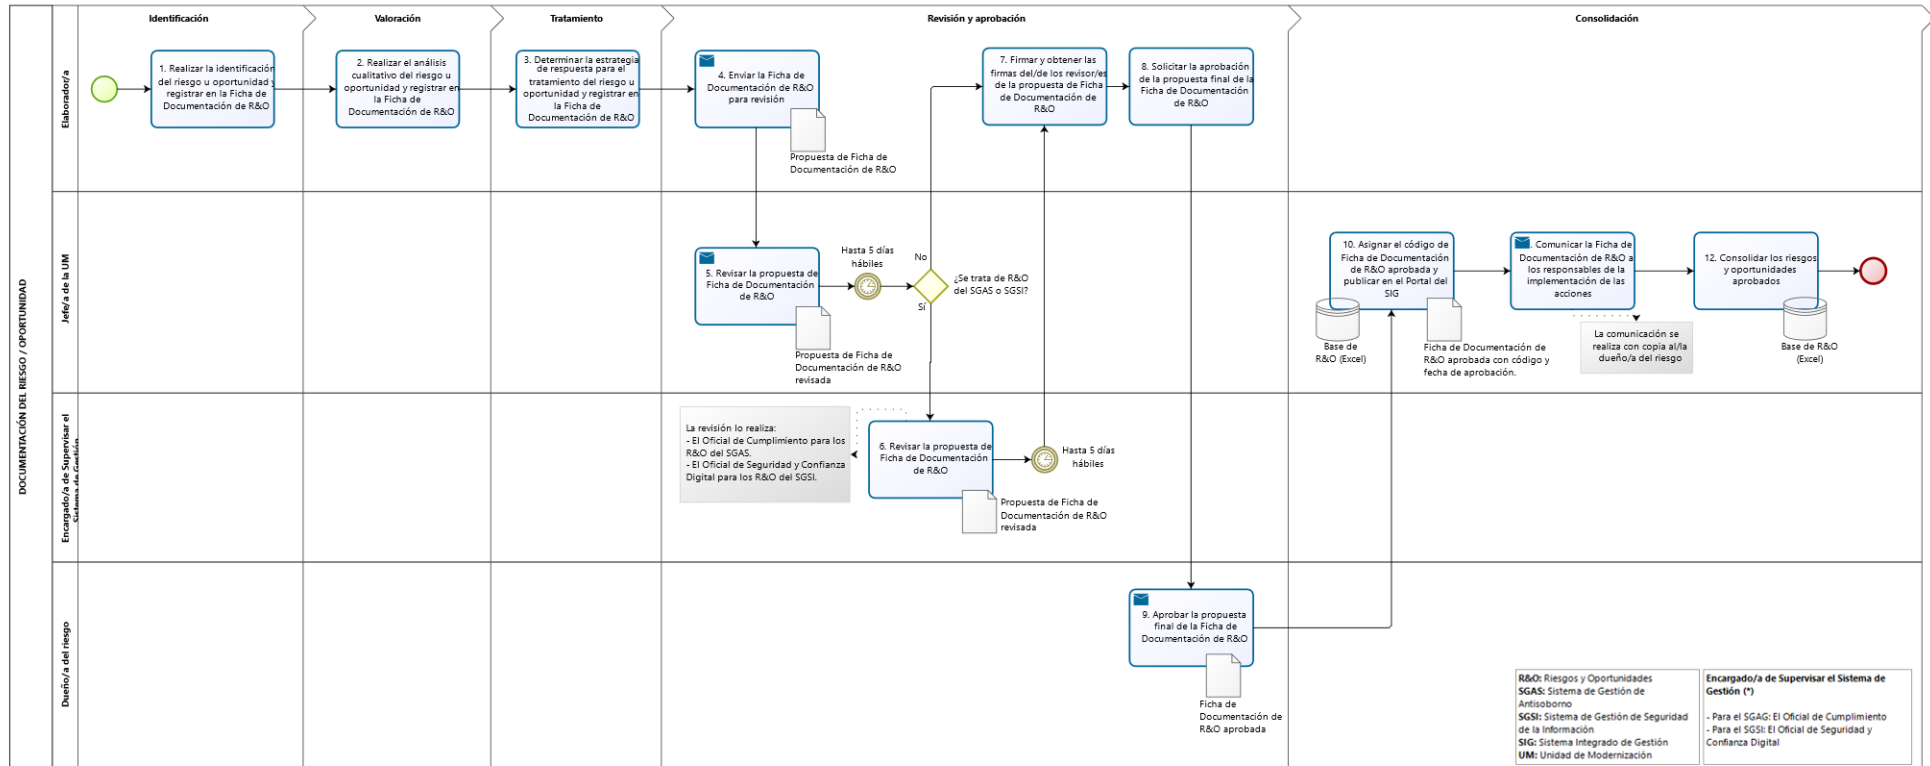 Identificación
Valoración
Tratamiento
Revisión y aprobación
Consolidación
DOCUMENTACIÓN DEL RIESGO / OPORTUNIDAD
Elaborador/a
1. Realizar la identificación
del riesgo u oportunidad y
registrar en la Ficha de
Documentación de R&O
2. Realizar el análisis
cualitativo del riesgo u
oportunidad y registrar en
la Ficha de
Documentación de R&O
3. Determinar la estrategia
de respuesta para el
tratamiento del riesgo u
oportunidad y registrar en
la Ficha de
Documentación de R&O
4. Enviar la Ficha de
Documentación de R&O
para revisión
Propuesta de Ficha de
Documentación de R&O
7. Firmar y obtener las
firmas del/de los revisor/es
de la propuesta de Ficha
de Documentación de
R&O
8. Solicitar la aprobación
de la propuesta final de la
Ficha de Documentación
de R&O
Jefe/a de la UM
5. Revisar la propuesta de
Ficha de Documentación
de R&O
Propuesta de Ficha de
Documentación de R&O
revisada
Hasta 5 días
hábiles
No
¿Se trata de R&O
del SGAS o SGSI?
Sí
10. Asignar el código de
Ficha de Documentación
de R&O aprobada y
publicar en el Portal del
SIG
Base de
R&O (Excel)
Ficha de Documentación de
R&O aprobada con código y
fecha de aprobación.
. Comunicar la Ficha de
Documentación de R&O a
los responsables de la
implementación de las
acciones
La comunicación se
realiza con copia al/la
dueño/a del riesgo
12. Consolidar los riesgos
y oportunidades
aprobados
Base de R&O
(Excel)
Encargado/a de Supervisar el
Sistema de Gestión
La revisión lo realiza:
- El Oficial de Cumplimiento para los
R&O del SGAS.
- El Oficial de Seguridad y Confianza
Digital para los R&O del SGSI.
6. Revisar la propuesta de
Ficha de Documentación
de R&O
Propuesta de Ficha de
Documentación de R&O
revisada
Hasta 5 días
hábiles
Dueño/a del riesgo
9. Aprobar la propuesta
final de la Ficha de
Documentación de R&O
Ficha de
Documentación de
R&O aprobada
R&O: Riesgos y Oportunidades
SGAS: Sistema de Gestión de
Antisoborno
SGSI: Sistema de Gestión de Seguridad
de la Información
SIG: Sistema Integrado de Gestión
UM: Unidad de Modernización
Encargado/a de Supervisar el Sistema de
Gestión (*)
- Para el SGAG: El Oficial de Cumplimiento
- Para el SGSI: El Oficial de Seguridad y
Confianza Digital